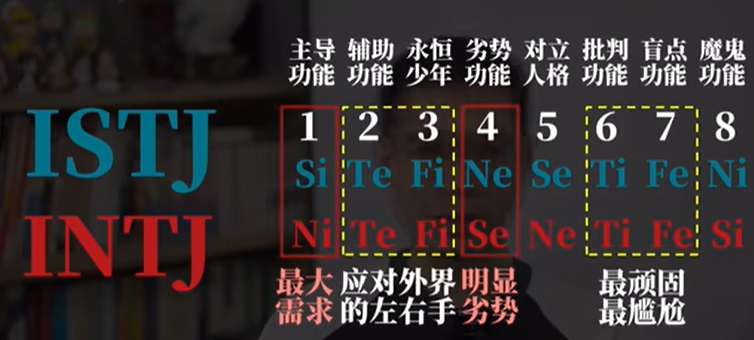 主导 辅助 永恒 劣势 对立 批判 盲点 魔鬼
功能 功能 少年 功能 人格 功能 功能 功能
1 2 3 4 5 6 7 8
ISTJ Si Te Fi Ne Se Ti Fe Ni
INTJ Ni Te Fi Se Ne Ti Fe Si
最大 应对外界 明显 最顽固
需求 的左右手 劣势 最尴尬